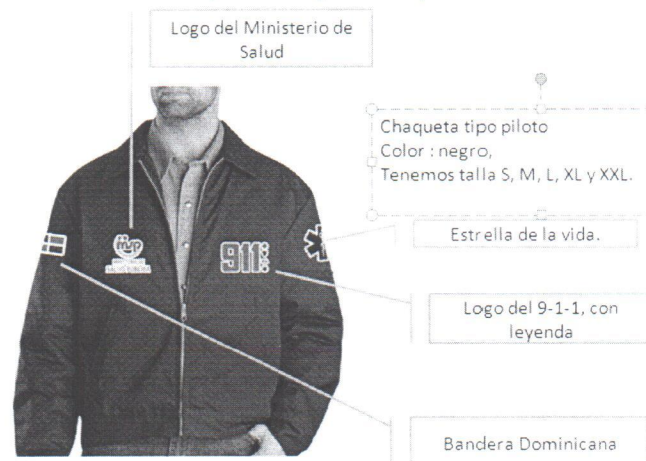 Logo del Ministerio de
Salud
Chaqueta tipo piloto
Color : negro,
Tenemos talla S, M, L, XL y XXL.
Estrella de la vida.
Logo del 9-1-1, con
leyenda
Bandera Dominicana
msp
911